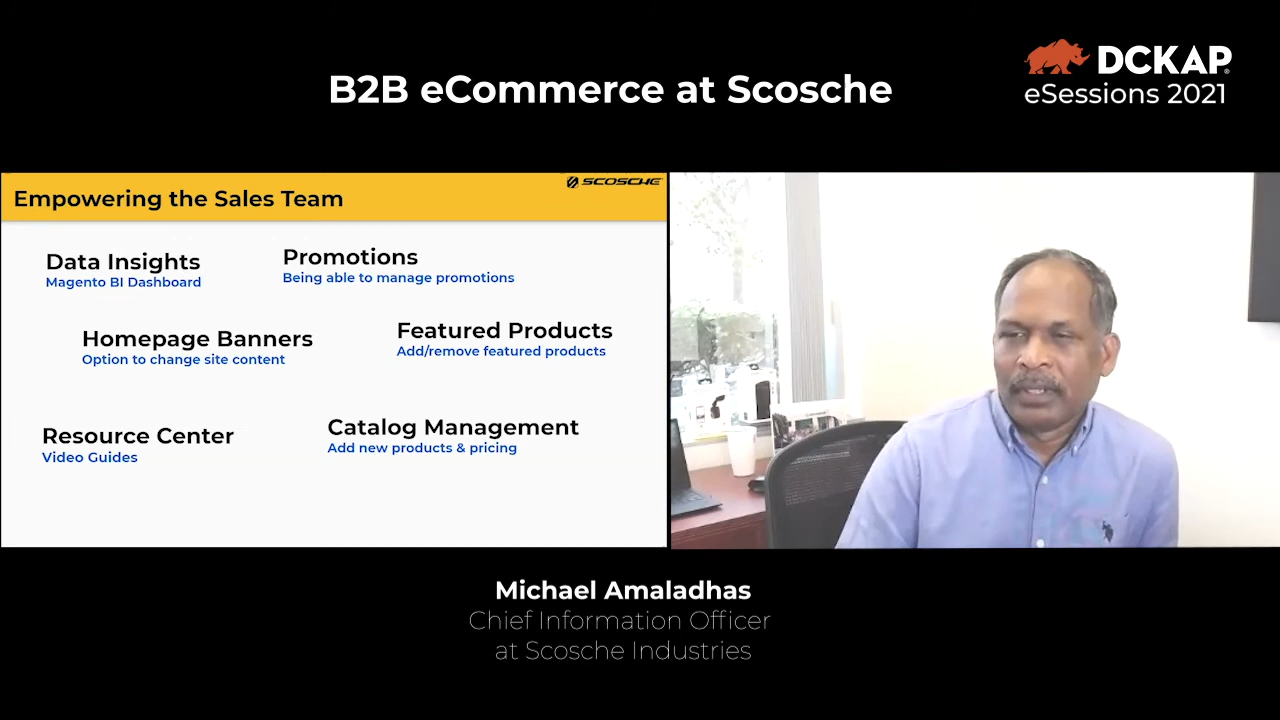 B2B eCommerce at Scosche
DCKAP
eSessions 2021
Empowering the Sales Team
SCOSCHE
Data Insights
Magento BI Dashboard
Promotions
Being able to manage promotions
Homepage Banners
Option to change site content
Featured Products
Add/remove featured products
Resource Center
Video Guides
Catalog Management
Add new products & pricing
Michael Amaladhas
Chief Information Officer
at Scosche Industries